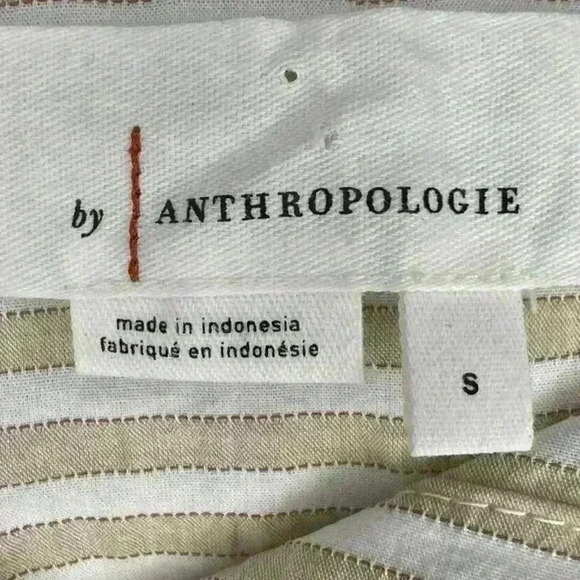 by ANTHROPOLOGIE
made in indonesia
fabriqué en indonésie
S